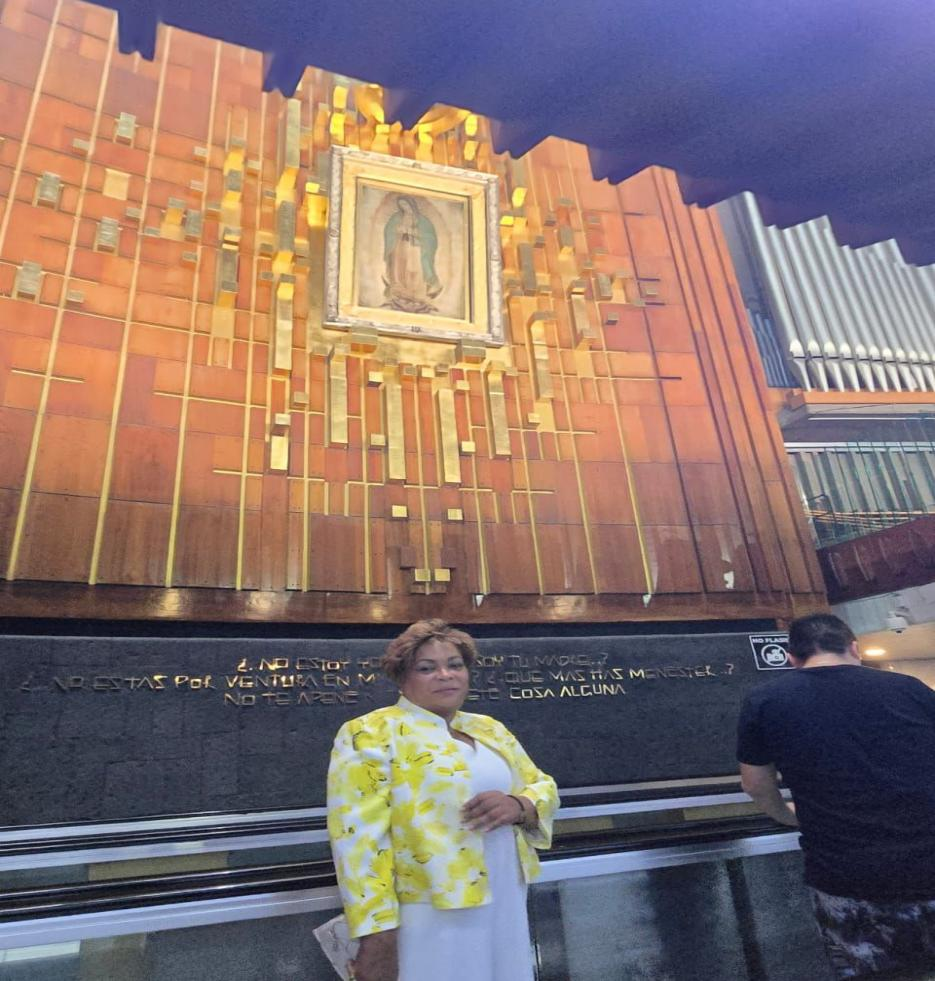 ¿. NO ESTOY YO SOY TU MADRE..?
¿. NO ESTAS POR VENTURA EN M ? ¿.QUE MAS HAS MENESTER..?
NO TE APENE COSA ALGUNA
NO FLASH